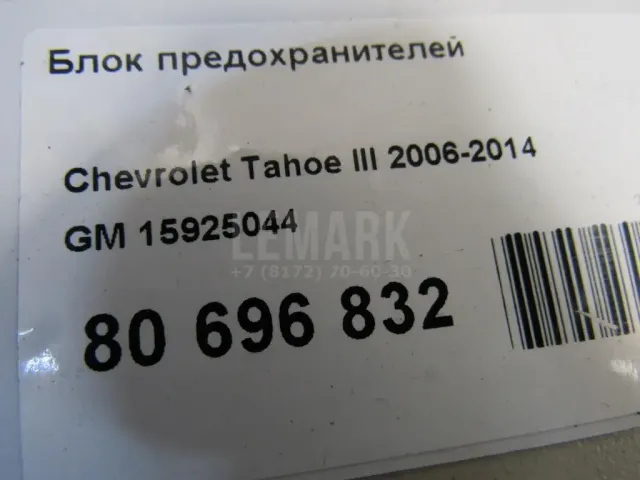 Блок предохранителей
Chevrolet Tahoe III 2006-2014
GM 15925044
LEMARK
+7 (8172) 70-60-30
80 696 832